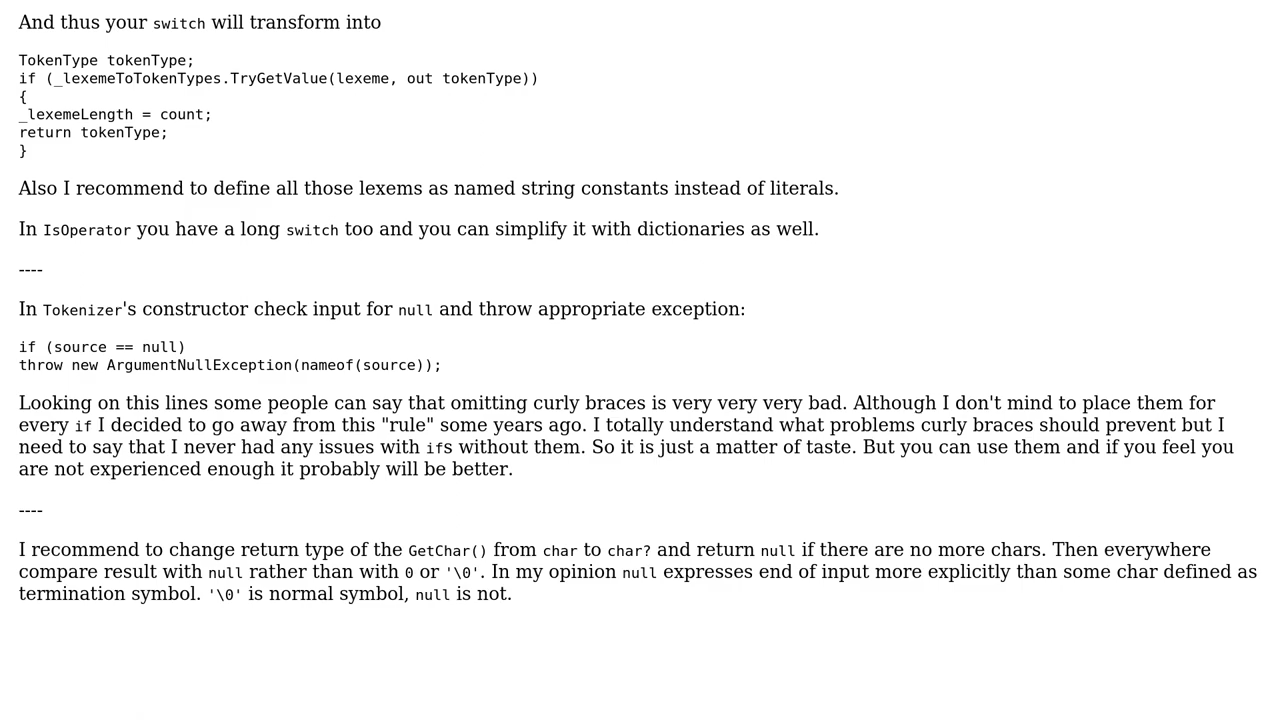 And thus your switch will transform into
TokenType tokenType;
if (_lexemeToTokenTypes.TryGetValue(lexeme, out tokenType))
{
_lexemeLength = count;
return tokenType;
}
Also I recommend to define all those lexems as named string constants instead of literals.
In IsOperator you have a long switch too and you can simplify it with dictionaries as well.
----
In Tokenizer's constructor check input for null and throw appropriate exception:
if (source == null)
throw new ArgumentNullException(nameof(source));
Looking on this lines some people can say that omitting curly braces is very very very bad. Although I don't mind to place them for
every if I decided to go away from this "rule" some years ago. I totally understand what problems curly braces should prevent but I
need to say that I never had any issues with ifs without them. So it is just a matter of taste. But you can use them and if you feel you
are not experienced enough it probably will be better.
----
I recommend to change return type of the GetChar() from char to char? and return null if there are no more chars. Then everywhere
compare result with null rather than with 0 or '\0'. In my opinion null expresses end of input more explicitly than some char defined as
termination symbol. '\0' is normal symbol, null is not.